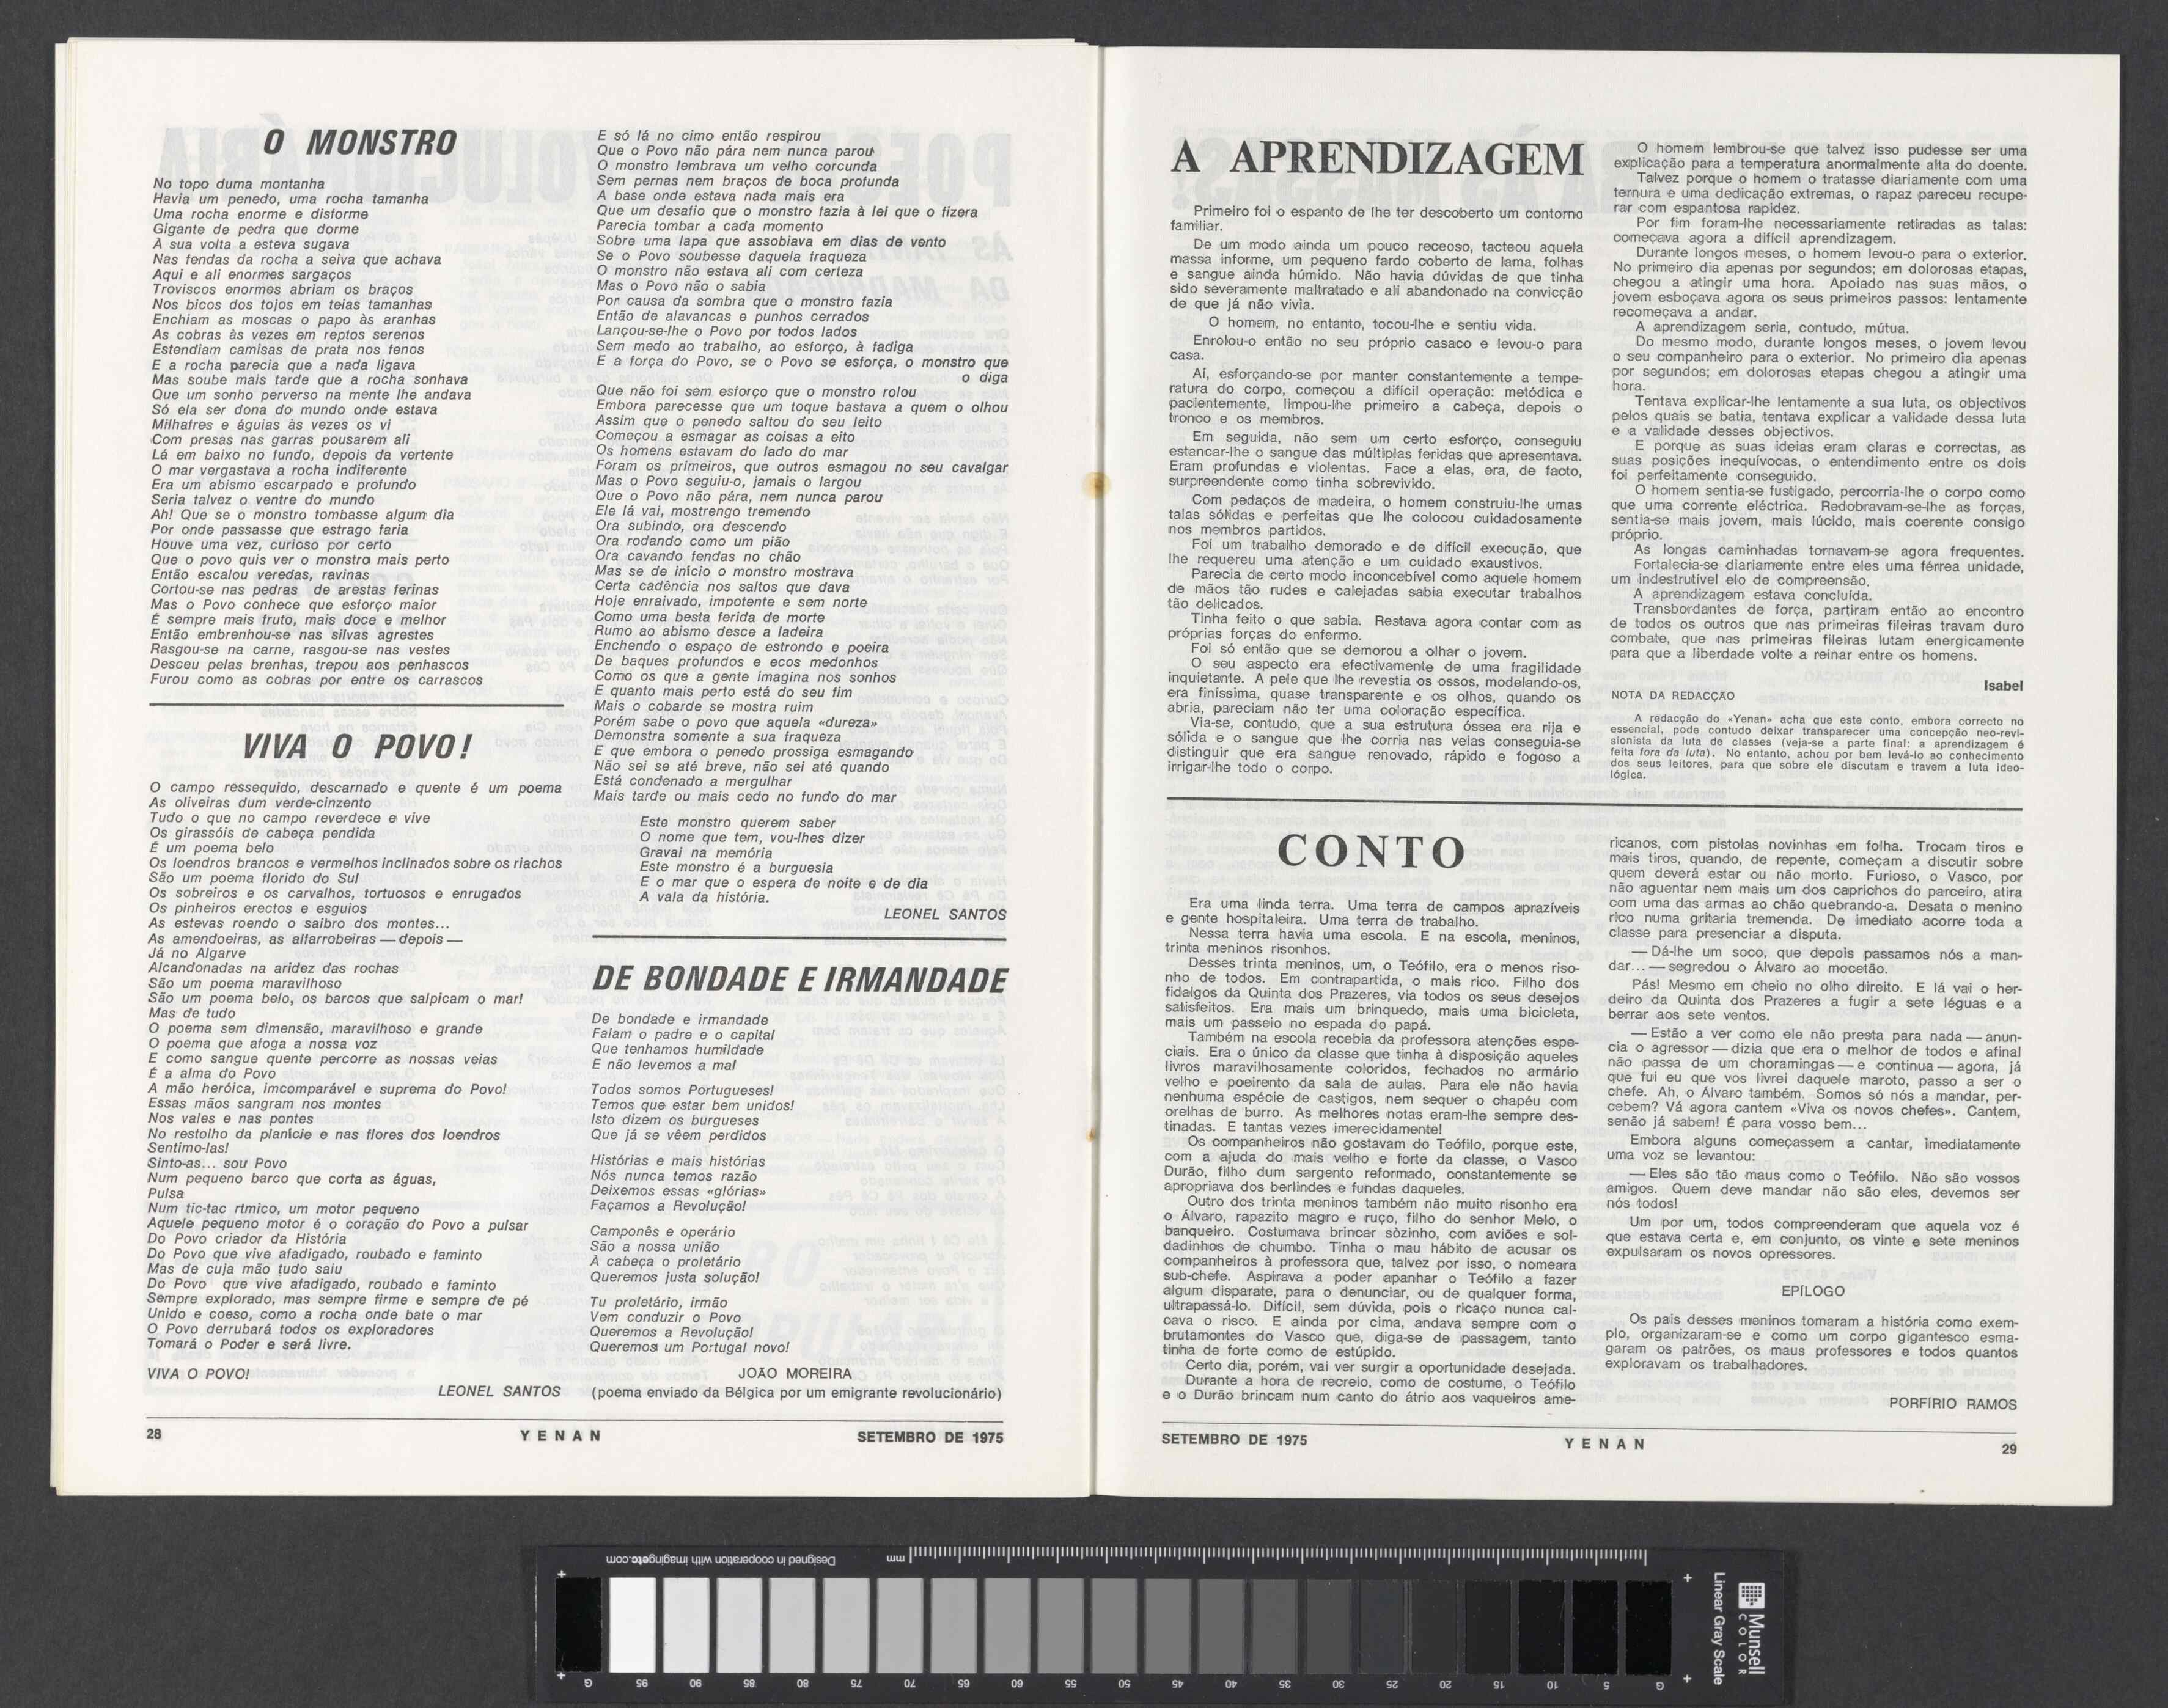 O MONSTRO
No topo duma montanha
Havia um penedo, uma rocha tamanha
Uma rocha enorme e disforme
Gigante de pedra que dorme
À sua volta a esteva sugava
Nas fendas da rocha a seiva que achava
Aqui e ali enormes sargaços
Troviscos enormes abriam os braços
Nos bicos dos tojos em teias tamanhas
Enchiam as moscas o papo às aranhas
As cobras às vezes em reptos serenos
Estendiam camisas de prata nos fenos
E a rocha parecia que a nada ligava
Mas soube mais tarde que a rocha sonhava
Que um sonho perverso na mente lhe andava
Só ela ser dona do mundo onde estava
Milhafres e águias às vezes os vi
Com presas nas garras pousarem ali
Lá em baixo no fundo, depois da vertente
O mar vergastava a rocha indiferente
Era um abismo escarpado e profundo
Seria talvez o ventre do mundo
Ah! Que se o monstro tombasse algum dia
Por onde passasse que estrago faria
Houve uma vez, curioso por certo
Que o povo quis ver o monstro mais perto
Então escalou veredas, ravinas
Cortou-se nas pedras de arestas ferinas
Mas o Povo conhece que esforço maior
É sempre mais fruto, mais doce e melhor
Então embrenhou-se nas silvas agrestes
Rasgou-se na carne, rasgou-se nas vestes
Desceu pelas brenhas, trepou aos penhascos
Furou como as cobras por entre os carrascos
E só lá no cimo então respirou
Que o Povo não pára nem nunca parou
O monstro lembrava um velho corcunda
Sem pernas nem braços de boca profunda
A base onde estava nada mais era
Que um desafio que o monstro fazia à lei que o fizera
Parecia tombar a cada momento
Sobre uma lapa que assobiava em dias de vento
Se o Povo soubesse daquela fraqueza
O monstro não estava ali com certeza
Mas o Povo não o sabia
Por causa da sombra que o monstro fazia
Então de alavancas e punhos cerrados
Lançou-se-lhe o Povo por todos lados
Sem medo ao trabalho, ao esforço, à fadiga
E a força do Povo, se o Povo se esforça, o monstro que
o diga
Que não foi sem esforço que o monstro rolou
Embora parecesse que um toque bastava a quem o olhou
Assim que o penedo saltou do seu leito
Começou a esmagar as coisas a eito
Os homens estavam do lado do mar
Foram os primeiros, que outros esmagou no seu cavalgar
Mas o Povo seguiu-o, jamais o largou
Que o Povo não pára, nem nunca parou
Ele lá vai, mostrengo tremendo
Ora subindo, ora descendo
Ora rodando como um pião
Ora cavando fendas no chão
Mas se de início o monstro mostrava
Certa cadência nos saltos que dava
Hoje enraivado, impotente e sem norte
Como uma besta ferida de morte
Rumo ao abismo desce a ladeira
Enchendo o espaço de estrondo e poeira
De baques profundos e ecos medonhos
Como os que a gente imagina nos sonhos
E quanto mais perto está do seu fim
Mais o cobarde se mostra ruim
Porém sabe o povo que aquela «dureza»
Demonstra somente a sua fraqueza
E que embora o penedo prossiga esmagando
Não sei se até breve, não sei até quando
Está condenado a mergulhar
Mais tarde ou mais cedo no fundo do mar
Este monstro querem saber
O nome que tem, vou-lhes dizer
Gravai na memória
Este monstro é a burguesia
E o mar que o espera de noite e de dia
A vala da história.
LEONEL SANTOS
VIVA O POVO!
O campo ressequido, descarnado e quente é um poema
As oliveiras dum verde-cinzento
Tudo o que no campo reverdece e vive
Os girassóis de cabeça pendida
É um poema belo
Os loendros brancos e vermelhos inclinados sobre os riachos
São um poema florido do Sul
Os sobreiros e os carvalhos, tortuosos e enrugados
Os pinheiros erectos e esguios
As estevas roendo o saibro dos montes...
As amendoeiras, as alfarrobeiras — depois —
Já no Algarve
Alcandonadas na aridez das rochas
São um poema maravilhoso
São um poema belo, os barcos que salpicam o mar!
Mas de tudo
O poema sem dimensão, maravilhoso e grande
O poema que afoga a nossa voz
E como sangue quente percorre as nossas veias
É a alma do Povo
A mão heróica, imcomparável e suprema do Povo!
Essas mãos sangram nos montes
Nos vales e nas pontes
No restolho da planície e nas flores dos loendros
Sentimo-las!
Sinto-as... sou Povo
Num pequeno barco que corta as águas,
Pulsa
Num tic-tac rtmico, um motor pequeno
Aquele pequeno motor é o coração do Povo a pulsar
Do Povo criador da História
Do Povo que vive afadigado, roubado e faminto
Mas de cuja mão tudo saiu
Do Povo que vive afadigado, roubado e faminto
Sempre explorado, mas sempre firme e sempre de pé
Unido e coeso, como a rocha onde bate o mar
O Povo derrubará todos os exploradores
Tomará o Poder e será livre.
VIVA O POVO!
LEONEL SANTOS
DE BONDADE E IRMANDADE
De bondade e irmandade
Falam o padre e o capital
Que tenhamos humildade
E não levemos a mal
Todos somos Portugueses!
Temos que estar bem unidos!
Isto dizem os burgueses
Que já se vêem perdidos
Histórias e mais histórias
Nós nunca temos razão
Deixemos essas «glórias»
Façamos a Revolução!
Camponês e operário
São a nossa união
À cabeça o proletário
Queremos justa solução!
Tu proletário, irmão
Vem conduzir o Povo
Queremos a Revolução!
Queremos um Portugal novo!
JOÃO MOREIRA
(poema enviado da Bélgica por um emigrante revolucionário)
28
YENAN
SETEMBRO DE 1975
A APRENDIZAGEM
Primeiro foi o espanto de lhe ter descoberto um contorno
familiar.
De um modo ainda um pouco receoso, tacteou aquela
massa informe, um pequeno fardo coberto de lama, folhas
e sangue ainda húmido. Não havia dúvidas de que tinha
sido severamente maltratado e ali abandonado na convicção
de que já não vivia.
O homem, no entanto, tocou-lhe e sentiu vida.
Enrolou-o então no seu próprio casaco e levou-o para
casa.
Aí, esforçando-se por manter constantemente a tempe-
ratura do corpo, começou a difícil operação: metódica e
pacientemente, limpou-lhe primeiro a cabeça, depois o
tronco e os membros.
Em seguida, não sem um certo esforço, conseguiu
estancar-lhe o sangue das múltiplas feridas que apresentava.
Eram profundas e violentas. Face a elas, era, de facto,
surpreendente como tinha sobrevivido.
Com pedaços de madeira, o homem construiu-lhe umas
talas sólidas e perfeitas que lhe colocou cuidadosamente
nos membros partidos.
Foi um trabalho demorado e de difícil execução, que
lhe requereu uma atenção e um cuidado exaustivos.
Parecia de certo modo inconcebível como aquele homem
de mãos tão rudes e calejadas sabia executar trabalhos
tão delicados.
Tinha feito o que sabia. Restava agora contar com as
próprias forças do enfermo.
Foi só então que se demorou a olhar o jovem.
O seu aspecto era efectivamente de uma fragilidade
inquietante. A pele que lhe revestia os ossos, modelando-os,
era finíssima, quase transparente e os olhos, quando os
abria, pareciam não ter uma coloração específica.
Via-se, contudo, que a sua estrutura óssea era rija e
sólida e o sangue que lhe corria nas veias conseguia-se
distinguir que era sangue renovado, rápido e fogoso a
irrigar-lhe todo o corpo.
O homem lembrou-se que talvez isso pudesse ser uma
explicação para a temperatura anormalmente alta do doente.
Talvez porque o homem o tratasse diariamente com uma
ternura e uma dedicação extremas, o rapaz pareceu recupe-
rar com espantosa rapidez.
Por fim foram-lhe necessariamente retiradas as talas:
começava agora a difícil aprendizagem.
Durante longos meses, o homem levou-o para o exterior.
No primeiro dia apenas por segundos; em dolorosas etapas,
chegou a atingir uma hora. Apoiado nas suas mãos, o
jovem esboçava agora os seus primeiros passos: lentamente
recomeçava a andar.
A aprendizagem seria, contudo, mútua.
Do mesmo modo, durante longos meses, o jovem levou
o seu companheiro para o exterior. No primeiro dia apenas
por segundos; em dolorosas etapas chegou a atingir uma
hora.
Tentava explicar-lhe lentamente a sua luta, os objectivos
pelos quais se batia, tentava explicar a validade dessa luta
e a validade desses objectivos.
E porque as suas ideias eram claras e correctas, as
suas posições inequívocas, o entendimento entre os dois
foi perfeitamente conseguido.
O homem sentia-se fustigado, percorria-lhe o corpo como
que uma corrente eléctrica. Redobravam-se-lhe as forças,
sentia-se mais jovem, mais lúcido, mais coerente consigo
próprio.
As longas caminhadas tornavam-se agora frequentes.
Fortalecia-se diariamente entre eles uma férrea unidade,
um indestrutível elo de compreensão.
A aprendizagem estava concluída.
Transbordantes de força, partiram então ao encontro
de todos os outros que nas primeiras fileiras travam duro
combate, que nas primeiras fileiras lutam energicamente
para que a liberdade volte a reinar entre os homens.
Isabel
NOTA DA REDACÇÃO
A redacção do «Yenan» acha que este conto, embora correcto no
essencial, pode contudo deixar transparecer uma concepção neo-revi-
sionista da luta de classes (veja-se a parte final: a aprendizagem é
feita fora da luta). No entanto, achou por bem levá-lo ao conhecimento
dos seus leitores, para que sobre ele discutam e travem a luta ideo-
lógica.
CONTO
Era uma linda terra. Uma terra de campos aprazíveis
e gente hospitaleira. Uma terra de trabalho.
Nessa terra havia uma escola. E na escola, meninos,
trinta meninos risonhos.
Desses trinta meninos, um, o Teófilo, era o menos riso-
nho de todos. Em contrapartida, o mais rico. Filho dos
fidalgos da Quinta dos Prazeres, via todos os seus desejos
satisfeitos. Era mais um brinquedo, mais uma bicicleta,
mais um passeio no espada do papá.
Também na escola recebia da professora atenções espe-
ciais. Era o único da classe que tinha à disposição aqueles
livros maravilhosamente coloridos, fechados no armário
velho e poeirento da sala de aulas. Para ele não havia
nenhuma espécie de castigos, nem sequer o chapéu com
orelhas de burro. As melhores notas eram-lhe sempre des-
tinadas. E tantas vezes imerecidamente!
Os companheiros não gostavam do Teófilo, porque este,
com a ajuda do mais velho e forte da classe, o Vasco
Durão, filho dum sargento reformado, constantemente se
apropriava dos berlindes e fundas daqueles.
Outro dos trinta meninos também não muito risonho era
o Álvaro, rapazito magro e ruço, filho do senhor Melo, o
banqueiro. Costumava brincar sòzinho, com aviões e sol-
dadinhos de chumbo. Tinha o mau hábito de acusar os
companheiros à professora que, talvez por isso, o nomeara
sub-chefe. Aspirava a poder apanhar o Teófilo a fazer
algum disparate, para o denunciar, ou de qualquer forma,
ultrapassá-lo. Difícil, sem dúvida, pois o ricaço nunca cal-
cava o risco. E ainda por cima, andava sempre com o
brutamontes do Vasco que, diga-se de passagem, tanto
tinha de forte como de estúpido.
Certo dia, porém, vai ver surgir a oportunidade desejada.
Durante a hora de recreio, como de costume, o Teófilo
e o Durão brincam num canto do átrio aos vaqueiros ame-
ricanos, com pistolas novinhas em folha. Trocam tiros e
mais tiros, quando, de repente, começam a discutir sobre
quem deverá estar ou não morto. Furioso, o Vasco, por
não aguentar nem mais um dos caprichos do parceiro, atira
com uma das armas ao chão quebrando-a. Desata o menino
rico numa gritaria tremenda. De imediato acorre toda a
classe para presenciar a disputa.
— Dá-lhe um soco, que depois passamos nós a man-
dar... — segredou o Álvaro ao mocetão.
Pás! Mesmo em cheio no olho direito. E lá vai o her-
deiro da Quinta dos Prazeres a fugir a sete léguas e a
berrar aos sete ventos.
— Estão a ver como ele não presta para nada — anun-
cia o agressor — dizia que era o melhor de todos e afinal
não passa de um choramingas — e continua — agora, já
que fui eu que vos livrei daquele maroto, passo a ser o
chefe. Ah, o Álvaro também. Somos só nós a mandar, per-
cebem? Vá agora cantem «Viva os novos chefes». Cantem,
senão já sabem! É para vosso bem...
Embora alguns começassem a cantar, imediatamente
uma voz se levantou:
— Eles são tão maus como o Teófilo. Não são vossos
amigos. Quem deve mandar não são eles, devemos ser
nós todos!
Um por um, todos compreenderam que aquela voz é
que estava certa e, em conjunto, os vinte e sete meninos
expulsaram os novos opressores.
EPÍLOGO
Os pais desses meninos tomaram a história como exem-
plo, organizaram-se e como um corpo gigantesco esma-
garam os patrões, os maus professores e todos quantos
exploravam os trabalhadores.
PORFÍRIO RAMOS
SETEMBRO DE 1975
YENAN
29
Designed in cooperation with imagingetc.com
mm
Munsell
COLOR
Linear Gray Scale
G 95 90 85 80 75 70 65 60 55 50 45 40 35 30 25 20 15 10 5 G